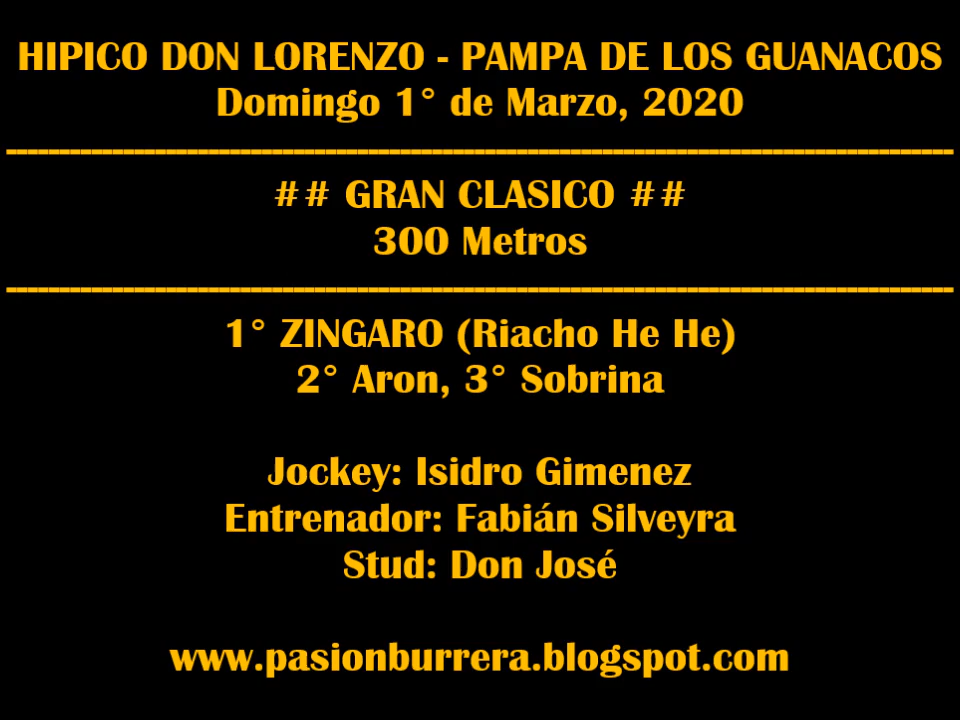 HIPICO DON LORENZO - PAMPA DE LOS GUANACOS
Domingo 1° de Marzo, 2020
---------------------------------------------------------------------------------------
## GRAN CLASICO ##
300 Metros
---------------------------------------------------------------------------------------
1° ZINGARO (Riacho He He)
2° Aron, 3° Sobrina
Jockey: Isidro Gimenez
Entrenador: Fabián Silveyra
Stud: Don José
www.pasionburrera.blogspot.com